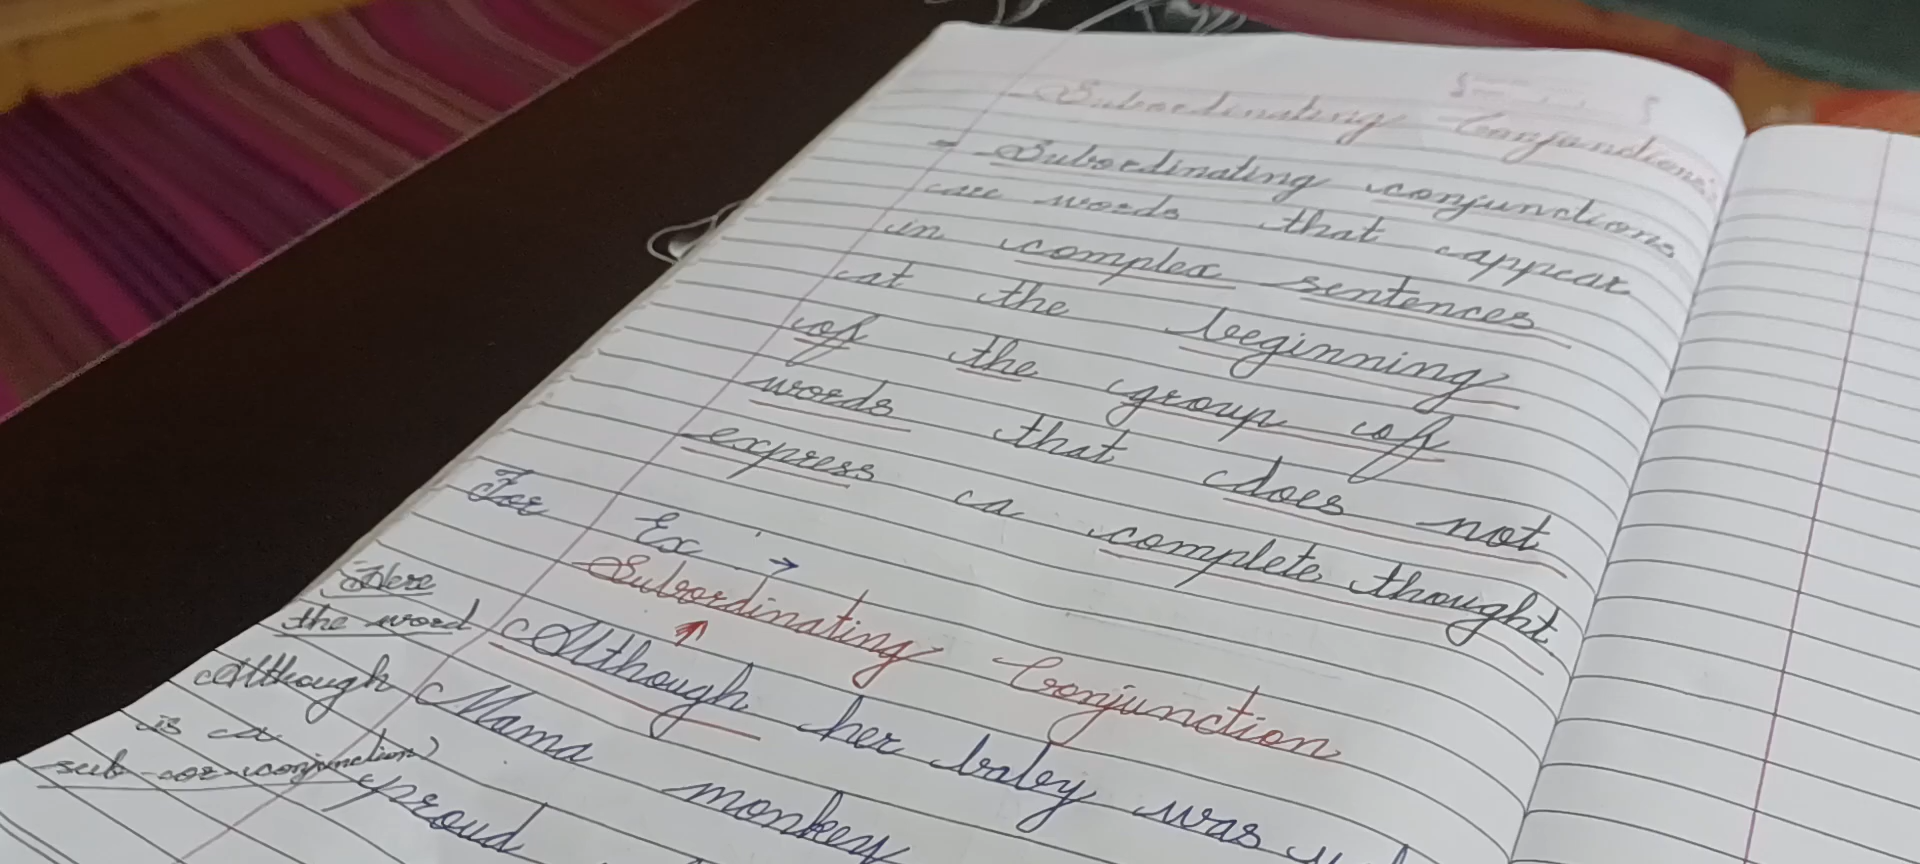 Subordinating Conjunctions
- Subordinating conjunctions
are words that appear
in complex sentences
at the beginning
of the group of
words that does not
express a complete thought
For Ex →
Subordinating Conjunction
Although her baby was
Mama monkey
proud
(Here
the word
Although
is a
sub-cor-conjunction)